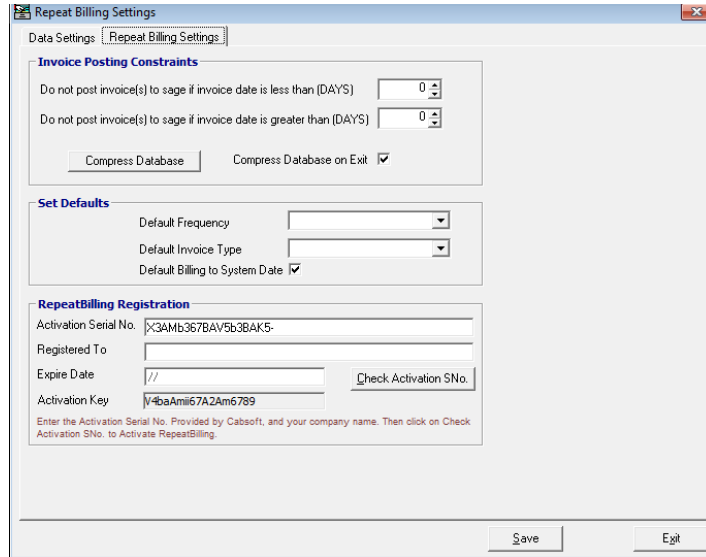 Repeat Billing Settings
Data Settings Repeat Billing Settings
Invoice Posting Constraints
Do not post invoice(s) to sage if invoice date is less than (DAYS) 0
Do not post invoice(s) to sage if invoice date is greater than (DAYS) 0
Compress Database Compress Database on Exit
Set Defaults
Default Frequency
Default Invoice Type
Default Billing to System Date
RepeatBilling Registration
Activation Serial No. X3AMb367BAV5b3BAK5-
Registered To
Expire Date //
Check Activation SNo.
Activation Key V4baAmii67A2Am6789
Enter the Activation Serial No. Provided by Cabsoft, and your company name. Then click on Check
Activation SNo. to Activate RepeatBilling.
Save Exit